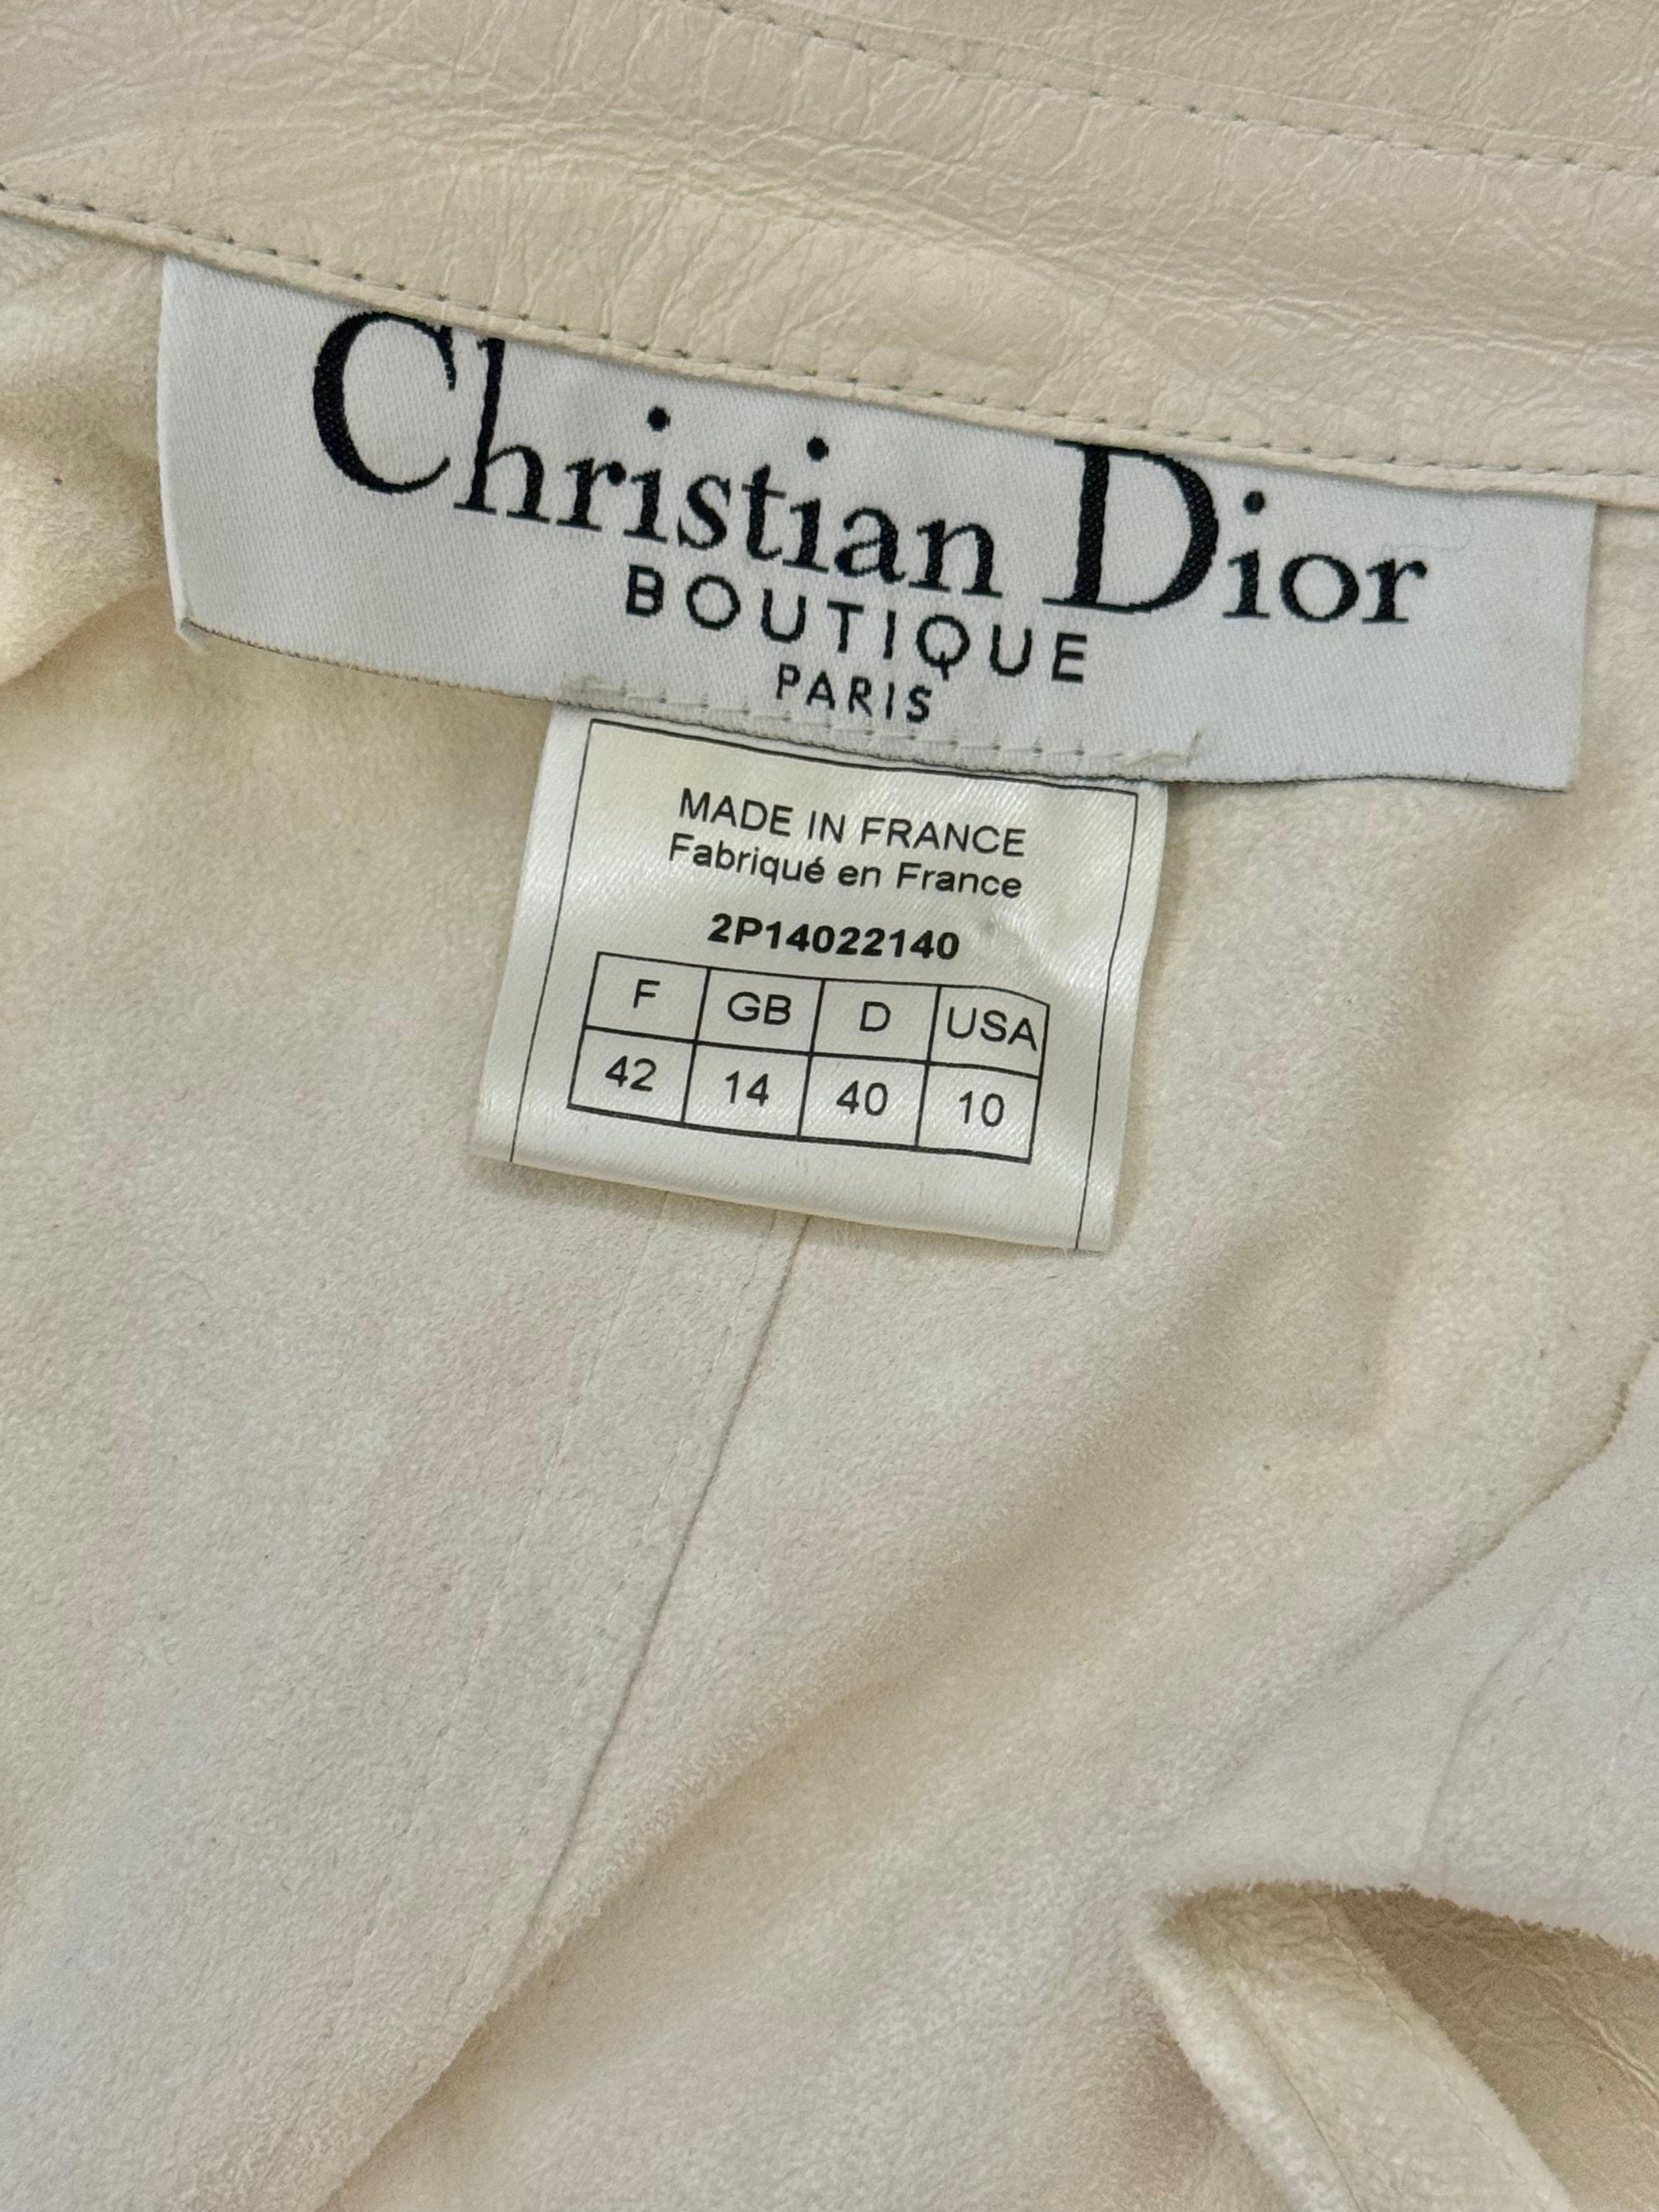 Christian Dior
BOUTIQUE
PARIS
MADE IN FRANCE
Fabriqué en France
2P14022140
F GB D USA
42 14 40 10